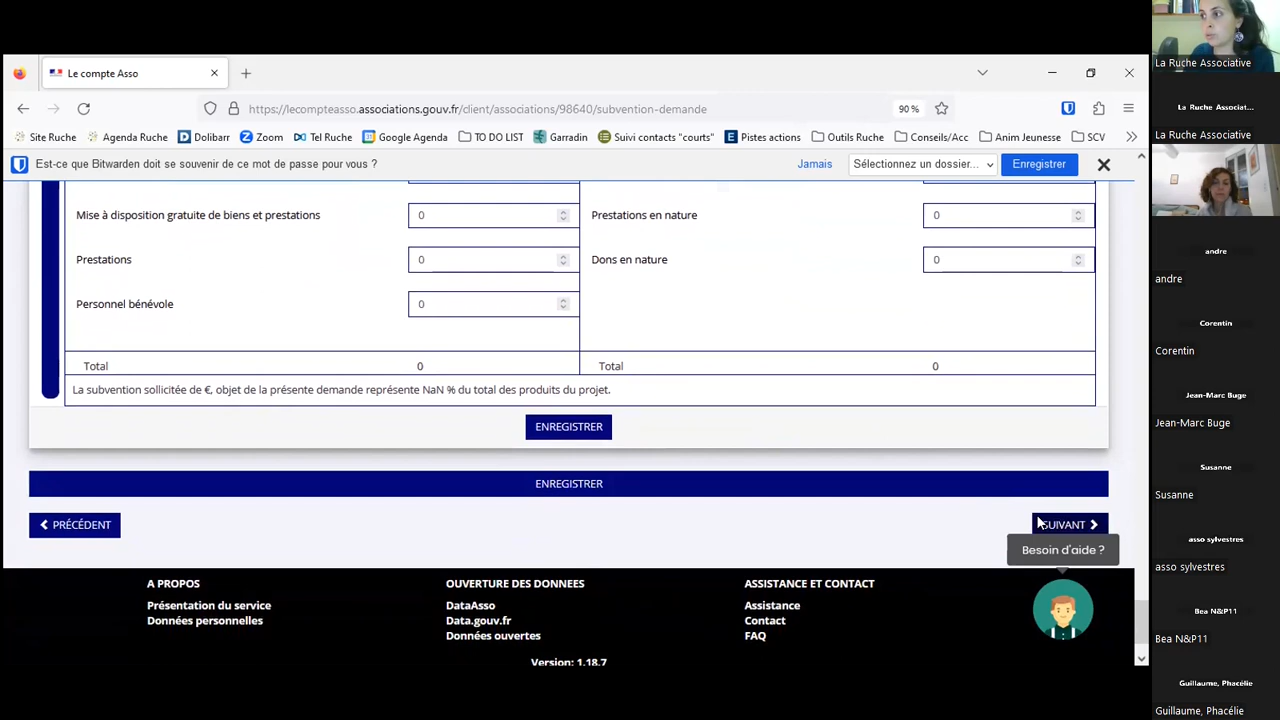 Le compte Asso
https://lecompteasso.associations.gouv.fr/client/associations/98640/subvention-demande
90 %
Site Ruche
Agenda Ruche
Dolibarr
Zoom
Tel Ruche
Google Agenda
TO DO LIST
Garradin
Suivi contacts "courts"
Pistes actions
Outils Ruche
Conseils/Acc
Anim Jeunesse
SCV
Est-ce que Bitwarden doit se souvenir de ce mot de passe pour vous ?
Jamais
Sélectionnez un dossier...
Enregistrer
Mise à disposition gratuite de biens et prestations
0
Prestations en nature
0
Prestations
0
Dons en nature
0
Personnel bénévole
0
Total
0
Total
0
La subvention sollicitée de €, objet de la présente demande représente NaN % du total des produits du projet.
ENREGISTRER
ENREGISTRER
PRÉCÉDENT
SUIVANT
Besoin d'aide ?
A PROPOS
Présentation du service
Données personnelles
OUVERTURE DES DONNEES
DataAsso
Data.gouv.fr
Données ouvertes
ASSISTANCE ET CONTACT
Assistance
Contact
FAQ
Version: 1.18.7
La Ruche Associative
La Ruche Associat...
La Ruche Associative
andre
andre
Corentin
Corentin
Jean-Marc Buge
Jean-Marc Buge
Susanne
Susanne
asso sylvestres
asso sylvestres
Bea N&P11
Bea N&P11
Guillaume, Phacélie
Guillaume, Phacélie